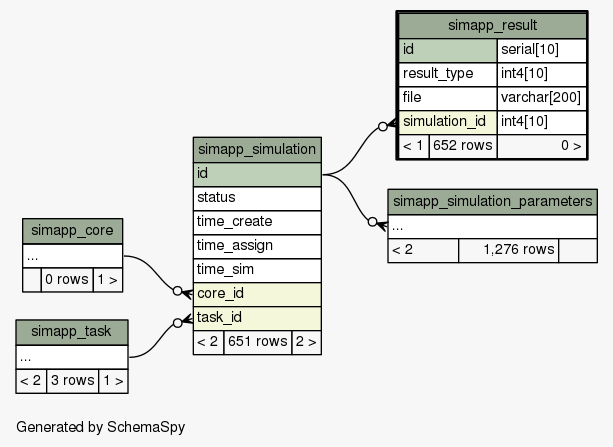 simapp_result
id serial[10]
result_type int4[10]
file varchar[200]
simulation_id int4[10]
< 1 652 rows 0 >
simapp_simulation
id
status
time_create
time_assign
time_sim
core_id
task_id
< 2 651 rows 2 >
simapp_simulation_parameters
...
< 2 1,276 rows
simapp_core
...
0 rows 1 >
simapp_task
...
< 2 3 rows 1 >
Generated by SchemaSpy